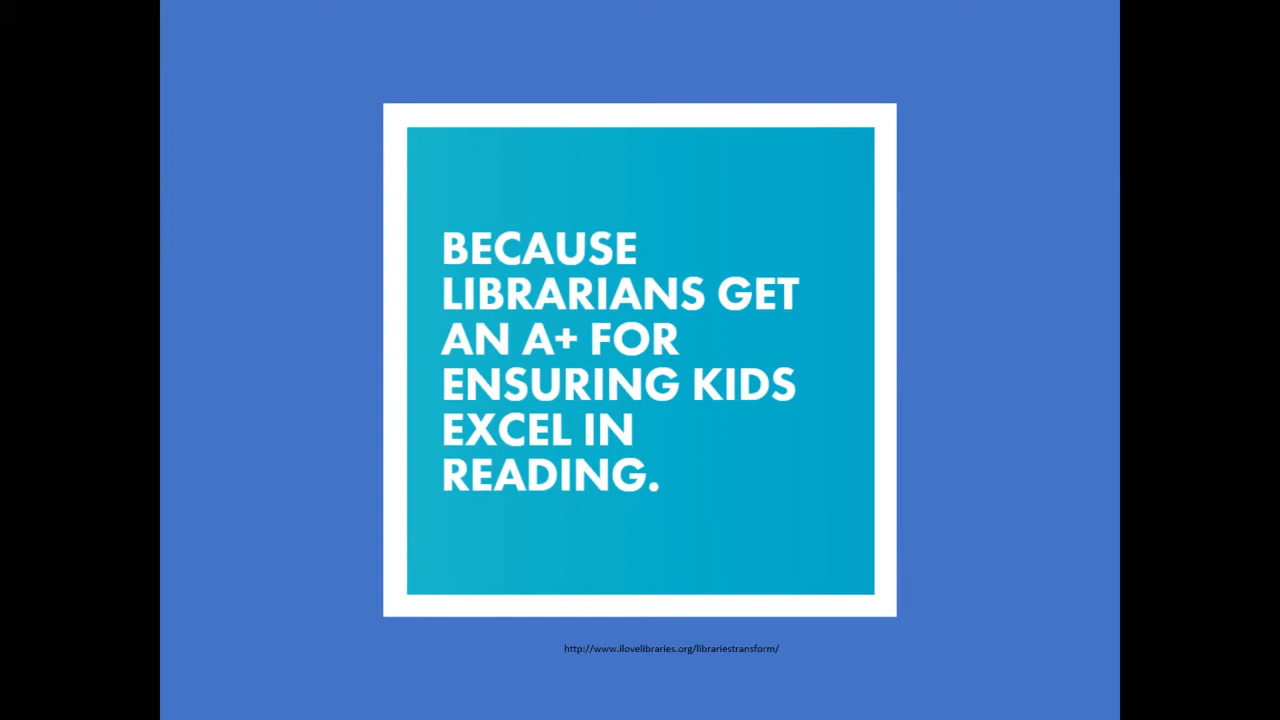 BECAUSE
LIBRARIANS GET
AN A+ FOR
ENSURING KIDS
EXCEL IN
READING.
http://www.ilovelibraries.org/librariestransform/